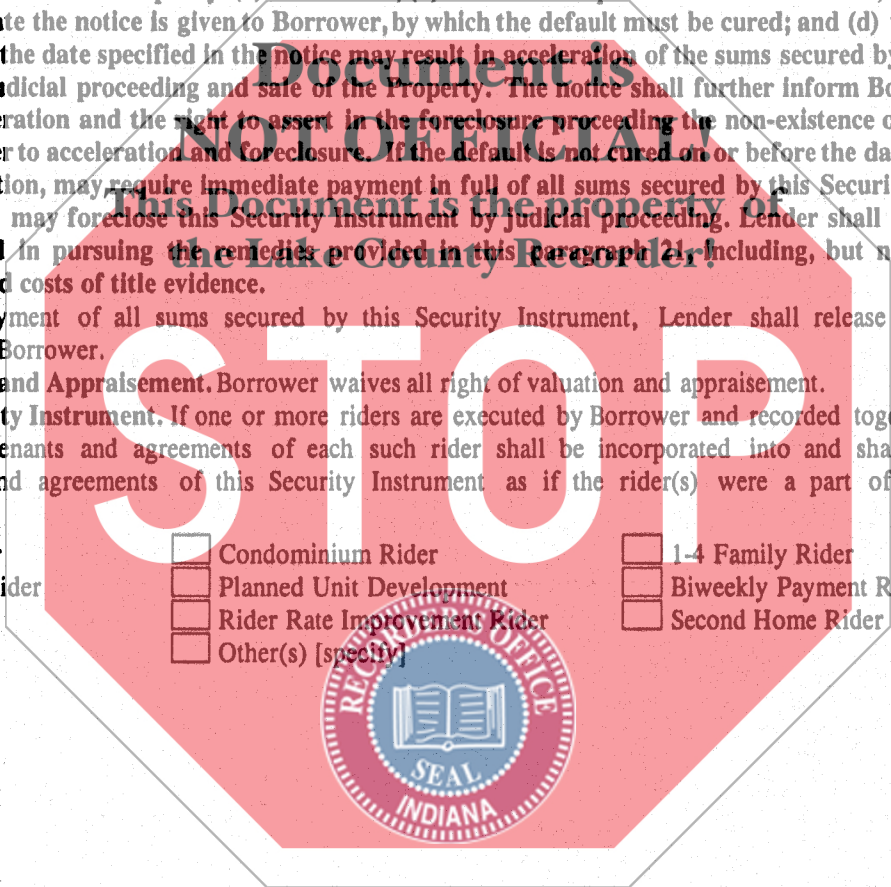 te the notice is given to Borrower, by which the default must be cured; and (d)
the date specified in the notice may result in acceleration of the sums secured by
dicial proceeding and sale of the Property. The notice shall further inform Bo
ration and the right to assert in the foreclosure proceeding the non-existence o
r to acceleration and foreclosure. If the default is not cured on or before the da
tion, may require immediate payment in full of all sums secured by this Securi
may foreclose this Security Instrument by judicial proceeding. Lender shall
in pursuing the remedies provided in this paragraph 21, including, but n
d costs of title evidence.
yment of all sums secured by this Security Instrument, Lender shall release
Borrower.
and Appraisement. Borrower waives all right of valuation and appraisement.
ty Instrument. If one or more riders are executed by Borrower and recorded toge
enants and agreements of each such rider shall be incorporated into and sha
nd agreements of this Security Instrument as if the rider(s) were a part of
Condominium Rider
1-4 Family Rider
ider
Planned Unit Development
Biweekly Payment R
Rider Rate Improvement Rider
Second Home Rider
Other(s) [specify]
Document is
NOT OFFICIAL!
This Document is the property of
the Lake County Recorder!
STOP
RECORDER'S OFFICE
SEAL
INDIANA